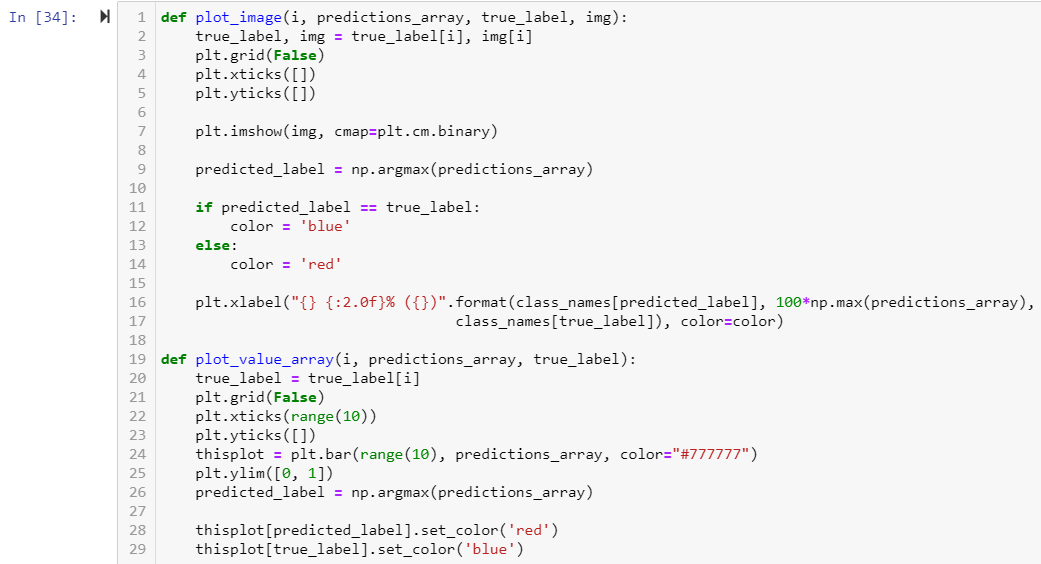 In [34]:
1 def plot_image(i, predictions_array, true_label, img):
2     true_label, img = true_label[i], img[i]
3     plt.grid(False)
4     plt.xticks([])
5     plt.yticks([])
6
7     plt.imshow(img, cmap=plt.cm.binary)
8
9     predicted_label = np.argmax(predictions_array)
10
11     if predicted_label == true_label:
12         color = 'blue'
13     else:
14         color = 'red'
15
16     plt.xlabel("{} {:2.0f}% ({})".format(class_names[predicted_label], 100*np.max(predictions_array),
17                                   class_names[true_label]), color=color)
18
19 def plot_value_array(i, predictions_array, true_label):
20     true_label = true_label[i]
21     plt.grid(False)
22     plt.xticks(range(10))
23     plt.yticks([])
24     thisplot = plt.bar(range(10), predictions_array, color="#777777")
25     plt.ylim([0, 1])
26     predicted_label = np.argmax(predictions_array)
27
28     thisplot[predicted_label].set_color('red')
29     thisplot[true_label].set_color('blue')